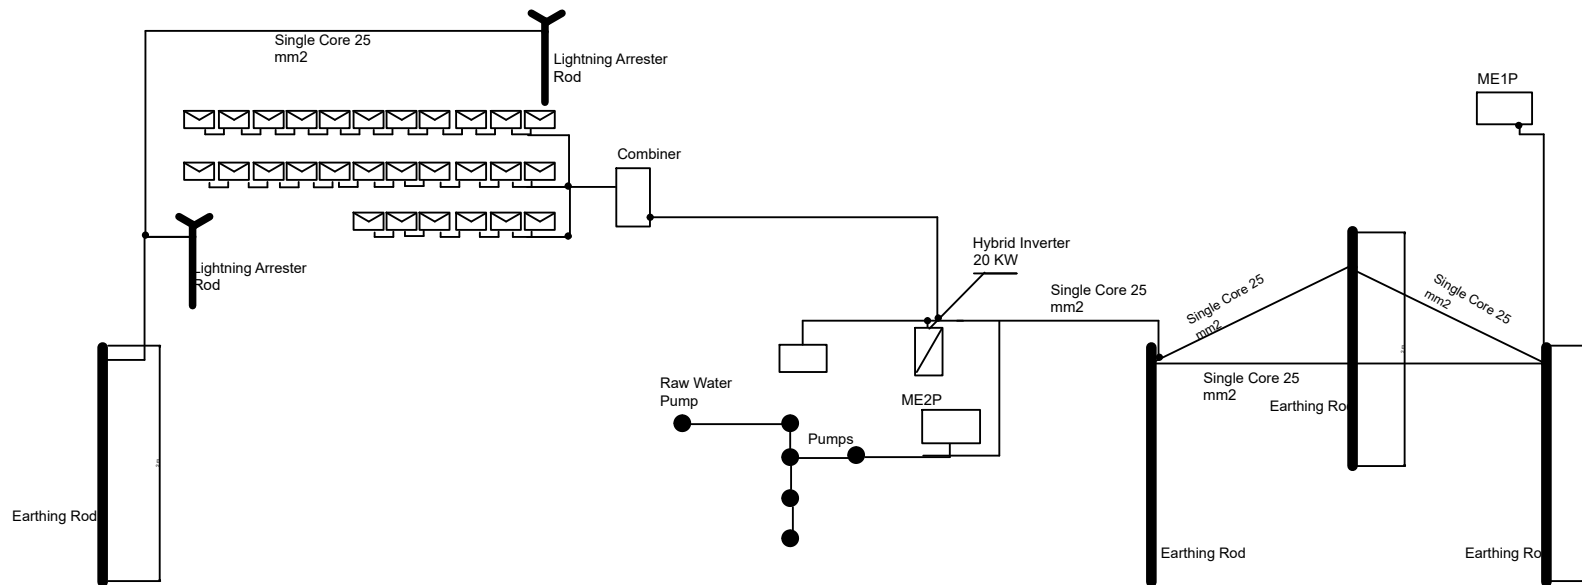 Single Core 25
mm2
Lightning Arrester
Rod
ME1P
Combiner
Lightning Arrester
Rod
Hybrid Inverter
20 KW
Single Core 25
mm2
Single Core 25
mm2
Single Core 25
mm2
Single Core 25
mm2
Raw Water
Pump
ME2P
Pumps
Earthing Ro
Earthing Rod
Earthing Rod
Earthing Ro